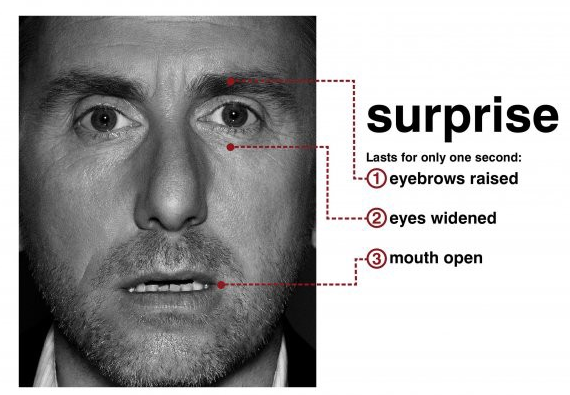 surprise
Lasts for only one second:
1 eyebrows raised
2 eyes widened
3 mouth open